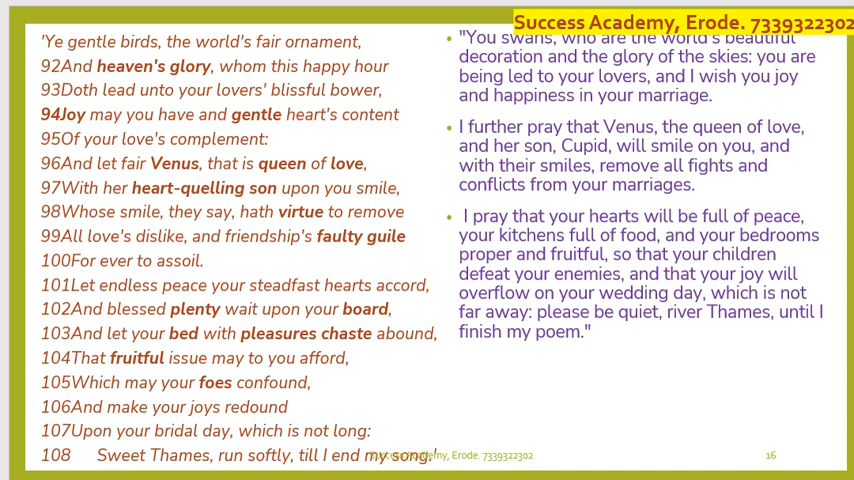 Success Academy, Erode. 7339322302
'Ye gentle birds, the world's fair ornament,
92And heaven's glory, whom this happy hour
93Doth lead unto your lovers' blissful bower,
94Joy may you have and gentle heart's content
95Of your love's complement:
96And let fair Venus, that is queen of love,
97With her heart-quelling son upon you smile,
98Whose smile, they say, hath virtue to remove
99All love's dislike, and friendship's faulty guile
100For ever to assoil.
101Let endless peace your steadfast hearts accord,
102And blessed plenty wait upon your board,
103And let your bed with pleasures chaste abound,
104That fruitful issue may to you afford,
105Which may your foes confound,
106And make your joys redound
107Upon your bridal day, which is not long:
108 Sweet Thames, run softly, till I end my song.'
• "You swans, who are the world's beautiful
decoration and the glory of the skies: you are
being led to your lovers, and I wish you joy
and happiness in your marriage.
• I further pray that Venus, the queen of love,
and her son, Cupid, will smile on you, and
with their smiles, remove all fights and
conflicts from your marriages.
• I pray that your hearts will be full of peace,
your kitchens full of food, and your bedrooms
proper and fruitful, so that your children
defeat your enemies, and that your joy will
overflow on your wedding day, which is not
far away: please be quiet, river Thames, until I
finish my poem."
Success Academy, Erode. 7339322302
16